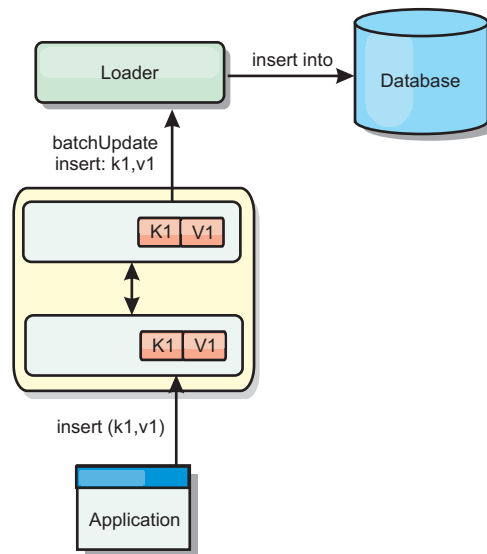 Loader
insert into
Database
batchUpdate
insert: k1,v1
K1 V1
K1 V1
insert (k1,v1)
Application